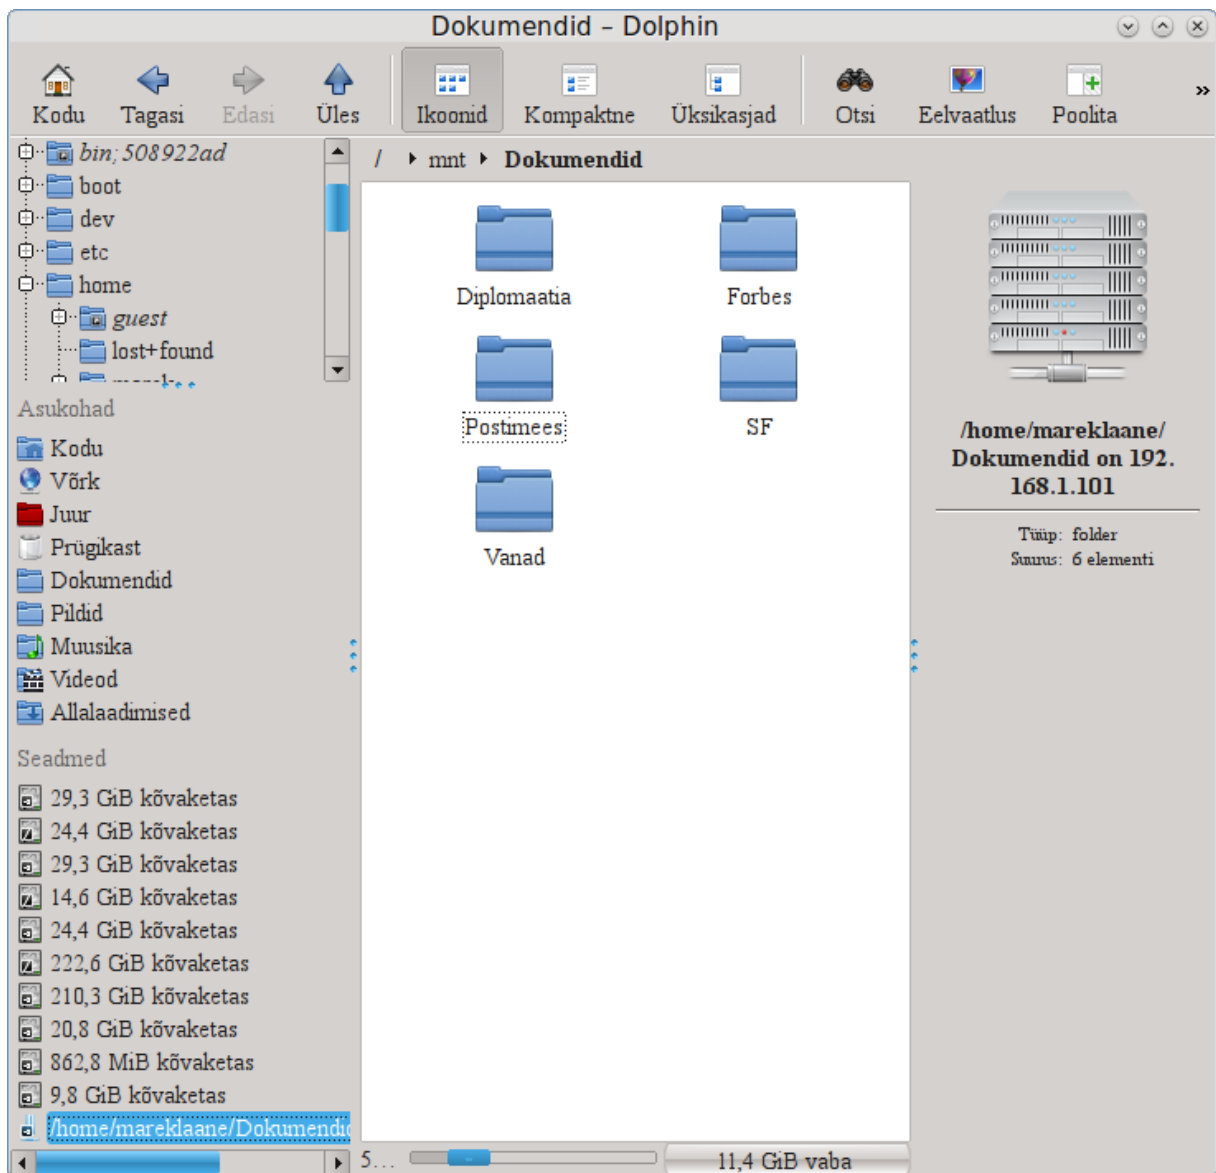 Dokumendid – Dolphin
Kodu Tagasi Edasi Üles Ikoonid Kompaktne Üksikasjad Otsi Eelvaatlus Poolita »
bin; 508922ad
boot
dev
etc
home
guest
lost+found
/ mnt Dokumendid
Diplomaatia Forbes
Postimees SF
Vanad
Asukohad
Kodu
Võrk
Juur
Prügikast
Dokumendid
Pildid
Muusika
Videod
Allalaadimised
Seadmed
29,3 GiB kõvaketas
24,4 GiB kõvaketas
29,3 GiB kõvaketas
14,6 GiB kõvaketas
24,4 GiB kõvaketas
222,6 GiB kõvaketas
210,3 GiB kõvaketas
20,8 GiB kõvaketas
862,8 MiB kõvaketas
9,8 GiB kõvaketas
/home/mareklaane/Dokumendid
/home/mareklaane/
Dokumendid on 192.
168.1.101
Tüüp: folder
Suurus: 6 elementi
5... 11,4 GiB vaba